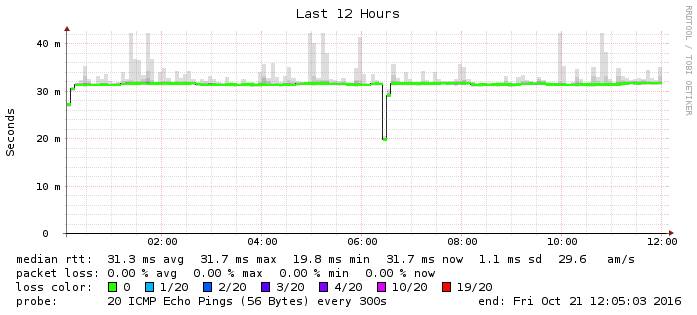 Last 12 Hours
RRDTOOL / TOBI OETIKER
Seconds
40 m
30 m
20 m
10 m
0
02:00 04:00 06:00 08:00 10:00 12:00
median rtt: 31.3 ms avg 31.7 ms max 19.8 ms min 31.7 ms now 1.1 ms sd 29.6 am/s
packet loss: 0.00 % avg 0.00 % max 0.00 % min 0.00 % now
loss color: 0 1/20 2/20 3/20 4/20 10/20 19/20
probe: 20 ICMP Echo Pings (56 Bytes) every 300s end: Fri Oct 21 12:05:03 2016